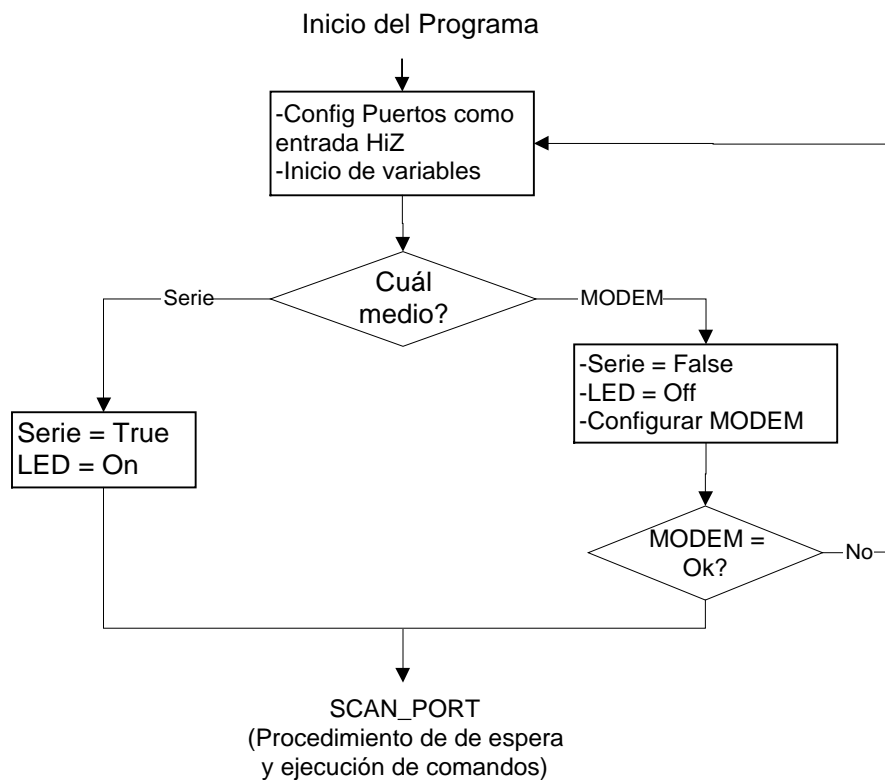 Inicio del Programa
-Config Puertos como
entrada HiZ
-Inicio de variables
Cuál
medio?
Serie
MODEM
-Serie = False
-LED = Off
-Configurar MODEM
Serie = True
LED = On
MODEM =
Ok?
No
SCAN_PORT
(Procedimiento de de espera
y ejecución de comandos)